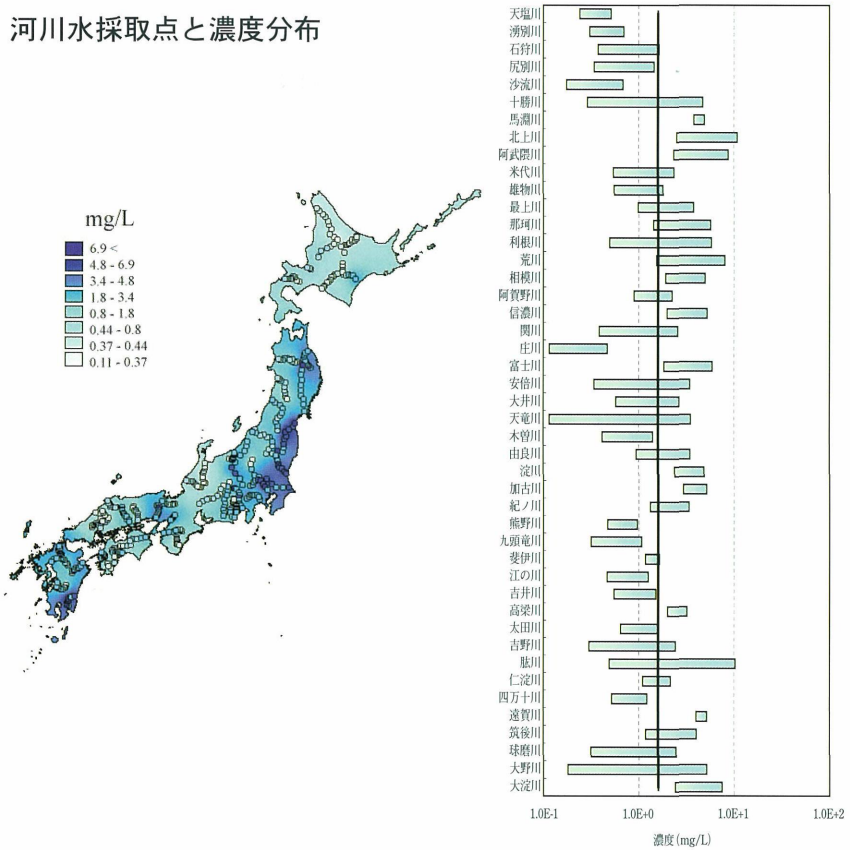 河川水採取点と濃度分布
mg/L
6.9 <
4.8 - 6.9
3.4 - 4.8
1.8 - 3.4
0.8 - 1.8
0.44 - 0.8
0.37 - 0.44
0.11 - 0.37
天塩川
湧別川
石狩川
尻別川
沙流川
十勝川
馬淵川
北上川
阿武隈川
米代川
雄物川
最上川
那珂川
利根川
荒川
相模川
阿賀野川
信濃川
関川
庄川
富士川
安倍川
大井川
天竜川
木曽川
由良川
淀川
加古川
紀ノ川
熊野川
九頭竜川
斐伊川
江の川
吉井川
高梁川
太田川
吉野川
肱川
仁淀川
四万十川
遠賀川
筑後川
球磨川
大野川
大淀川
1.0E-1 1.0E+0 1.0E+1 1.0E+2
濃度(mg/L)